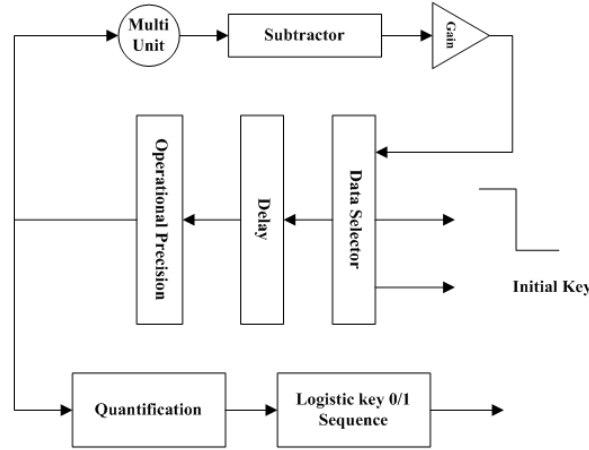 Multi
Unit
Subtractor
Gain
Operational Precision
Delay
Data Selector
Initial Key
Quantification
Logistic key 0/1
Sequence